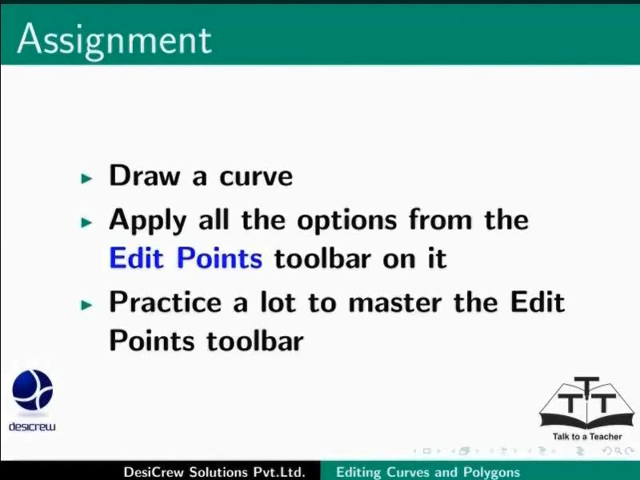 Assignment
Draw a curve
Apply all the options from the
Edit Points toolbar on it
Practice a lot to master the Edit
Points toolbar
desicrew
T T T
Talk to a Teacher
DesiCrew Solutions Pvt.Ltd. Editing Curves and Polygons